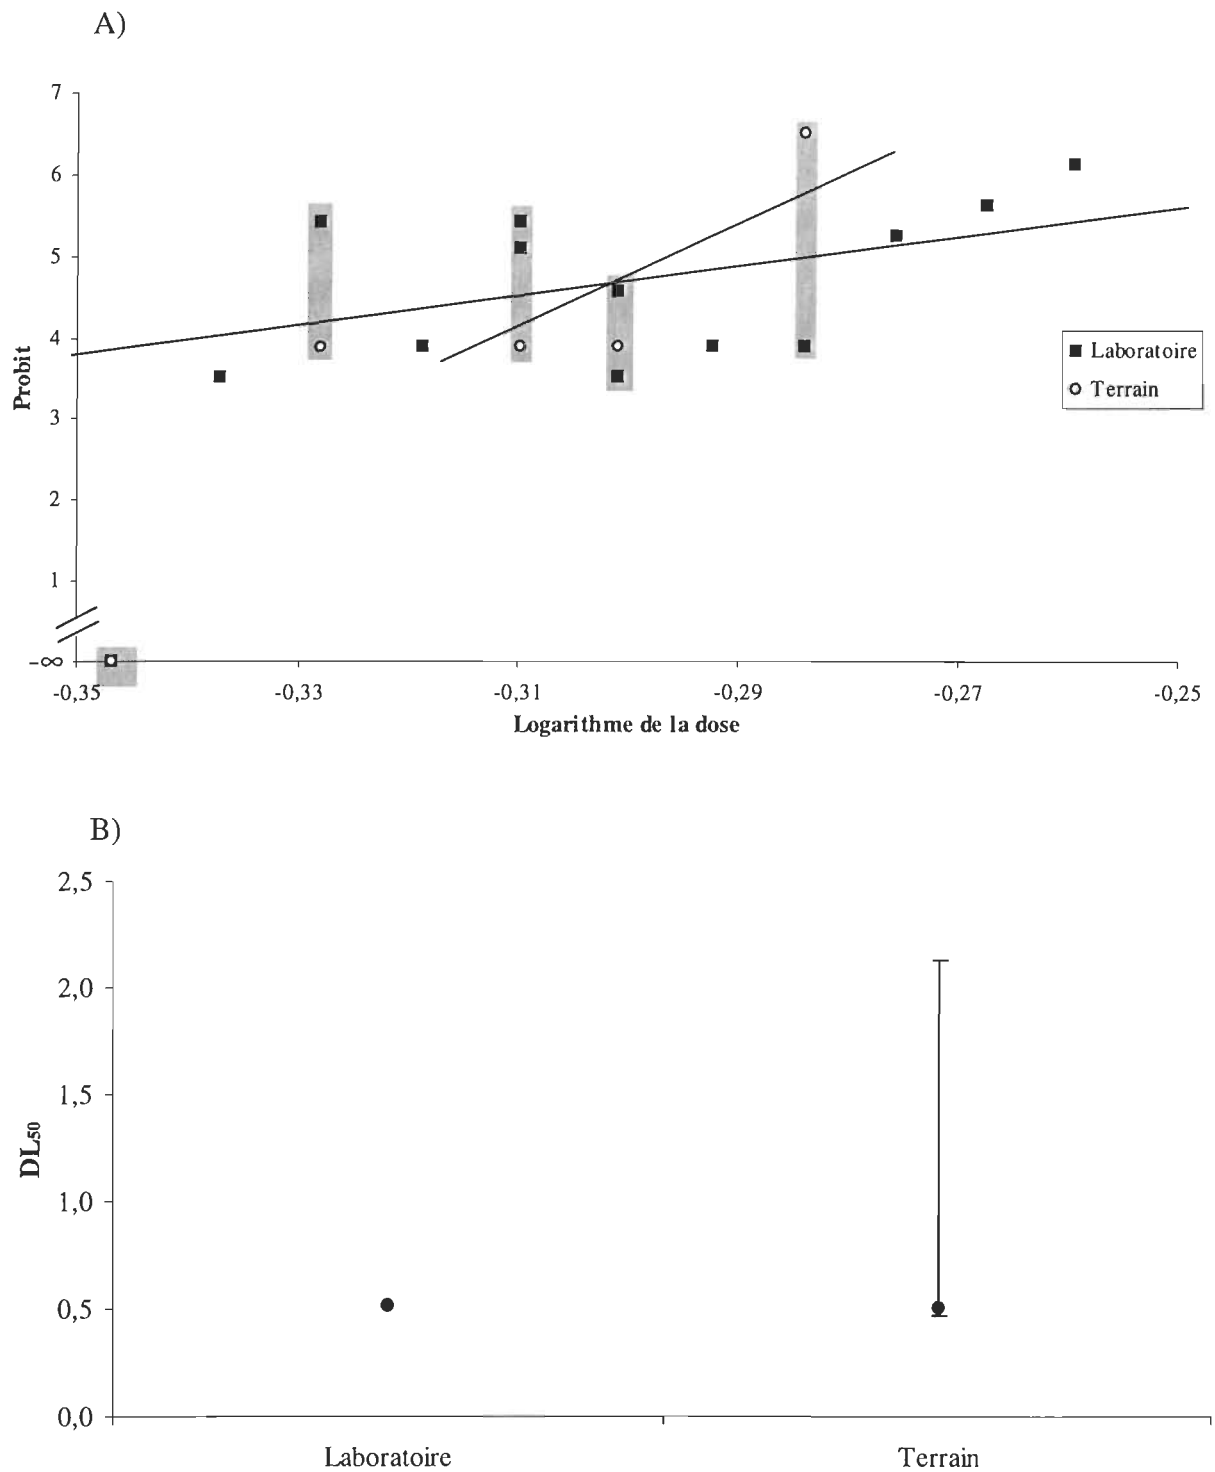 A)
7
6
5
4
3
2
1
-∞
Probit
Laboratoire
Terrain
-0,35 -0,33 -0,31 -0,29 -0,27 -0,25
Logarithme de la dose
B)
2,5
2,0
1,5
1,0
0,5
0,0
DL50
Laboratoire Terrain